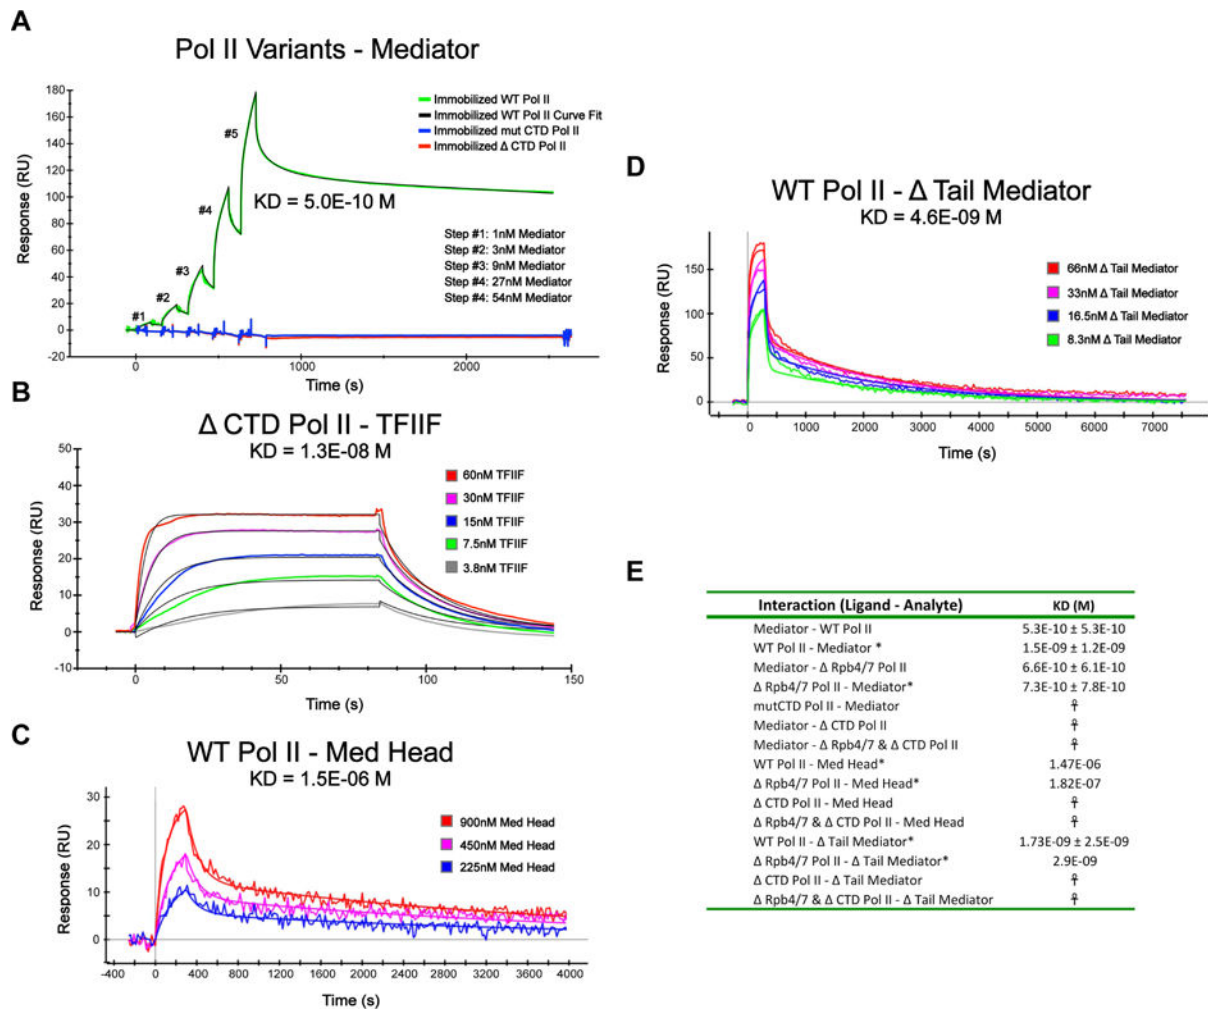 A
Pol II Variants - Mediator
Response (RU)
180
160
140
120
100
80
60
40
20
0
-20
#1
#2
#3
#4
#5
Immobilized WT Pol II
Immobilized WT Pol II Curve Fit
Immobilized mut CTD Pol II
Immobilized Δ CTD Pol II
KD = 5.0E-10 M
Step #1: 1nM Mediator
Step #2: 3nM Mediator
Step #3: 9nM Mediator
Step #4: 27nM Mediator
Step #4: 54nM Mediator
0 1000 2000
Time (s)
B
Δ CTD Pol II - TFIIF
KD = 1.3E-08 M
Response (RU)
50
40
30
20
10
0
-10
60nM TFIIF
30nM TFIIF
15nM TFIIF
7.5nM TFIIF
3.8nM TFIIF
0 50 100 150
Time (s)
C
WT Pol II - Med Head
KD = 1.5E-06 M
Response (RU)
30
20
10
0
900nM Med Head
450nM Med Head
225nM Med Head
-400 0 400 800 1200 1600 2000 2400 2800 3200 3600 4000
Time (s)
D
WT Pol II - Δ Tail Mediator
KD = 4.6E-09 M
Response (RU)
150
100
50
0
66nM Δ Tail Mediator
33nM Δ Tail Mediator
16.5nM Δ Tail Mediator
8.3nM Δ Tail Mediator
0 1000 2000 3000 4000 5000 6000 7000
Time (s)
E
Interaction (Ligand - Analyte) KD (M)
Mediator - WT Pol II 5.3E-10 ± 5.3E-10
WT Pol II - Mediator * 1.5E-09 ± 1.2E-09
Mediator - Δ Rpb4/7 Pol II 6.6E-10 ± 6.1E-10
Δ Rpb4/7 Pol II - Mediator* 7.3E-10 ± 7.8E-10
mutCTD Pol II - Mediator ‡
Mediator - Δ CTD Pol II ‡
Mediator - Δ Rpb4/7 & Δ CTD Pol II ‡
WT Pol II - Med Head* 1.47E-06
Δ Rpb4/7 Pol II - Med Head* 1.82E-07
Δ CTD Pol II - Med Head ‡
Δ Rpb4/7 & Δ CTD Pol II - Med Head ‡
WT Pol II - Δ Tail Mediator* 1.73E-09 ± 2.5E-09
Δ Rpb4/7 Pol II - Δ Tail Mediator* 2.9E-09
Δ CTD Pol II - Δ Tail Mediator ‡
Δ Rpb4/7 & Δ CTD Pol II - Δ Tail Mediator ‡